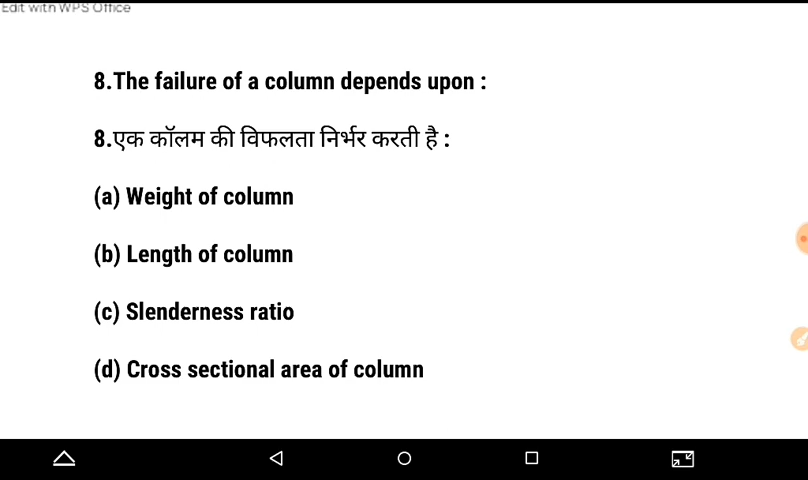 Edit with WPS Office
8.The failure of a column depends upon :
8.एक कॉलम की विफलता निर्भर करती है :
(a) Weight of column
(b) Length of column
(c) Slenderness ratio
(d) Cross sectional area of column